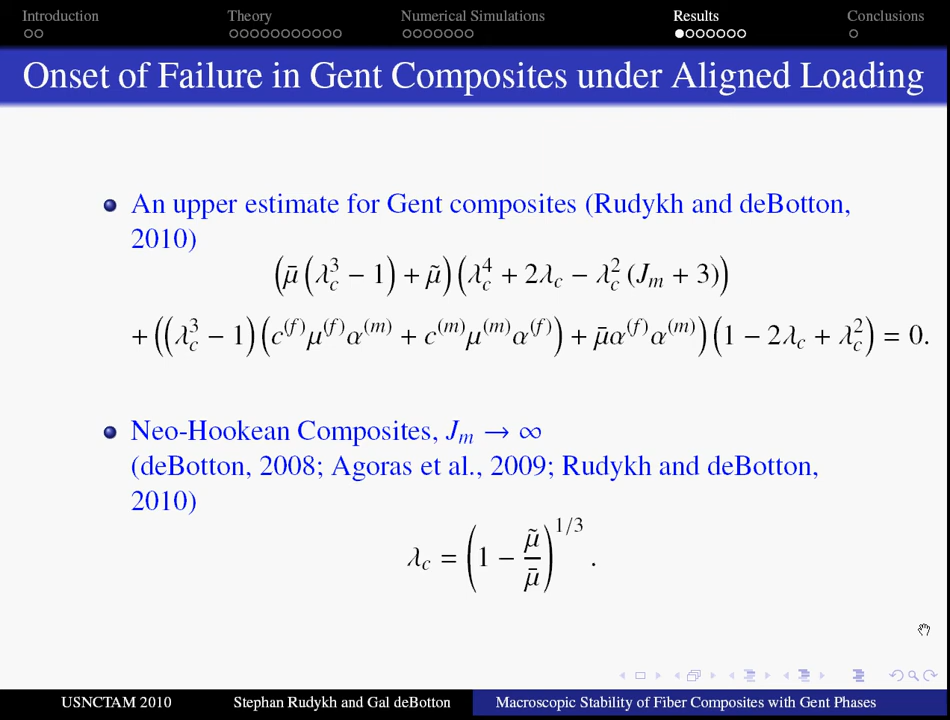 Introduction Theory Numerical Simulations Results Conclusions
Onset of Failure in Gent Composites under Aligned Loading
An upper estimate for Gent composites (Rudykh and deBotton,
2010)
(μ̄(λ_c^3 − 1) + μ̃)(λ_c^4 + 2λ_c − λ_c^2 (J_m + 3))
+ ((λ_c^3 − 1)(c^(f)μ^(f)α^(m) + c^(m)μ^(m)α^(f)) + μ̄α^(f)α^(m))(1 − 2λ_c + λ_c^2) = 0.
Neo-Hookean Composites, J_m → ∞
(deBotton, 2008; Agoras et al., 2009; Rudykh and deBotton,
2010)
λ_c = (1 − μ̃/μ̄)^1/3 .
USNCTAM 2010 Stephan Rudykh and Gal deBotton Macroscopic Stability of Fiber Composites with Gent Phases